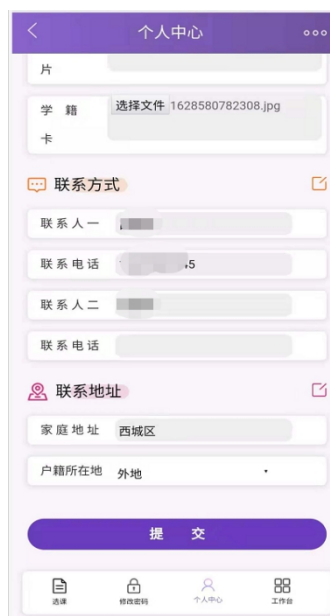 个人中心
片
学 籍
卡
选择文件 1628580782308.jpg
联系方式
联系人一
联系电话 45
联系人二
联系电话
联系地址
家庭地址 西城区
户籍所在地 外地
提 交
选课 修改密码 个人中心 工作台